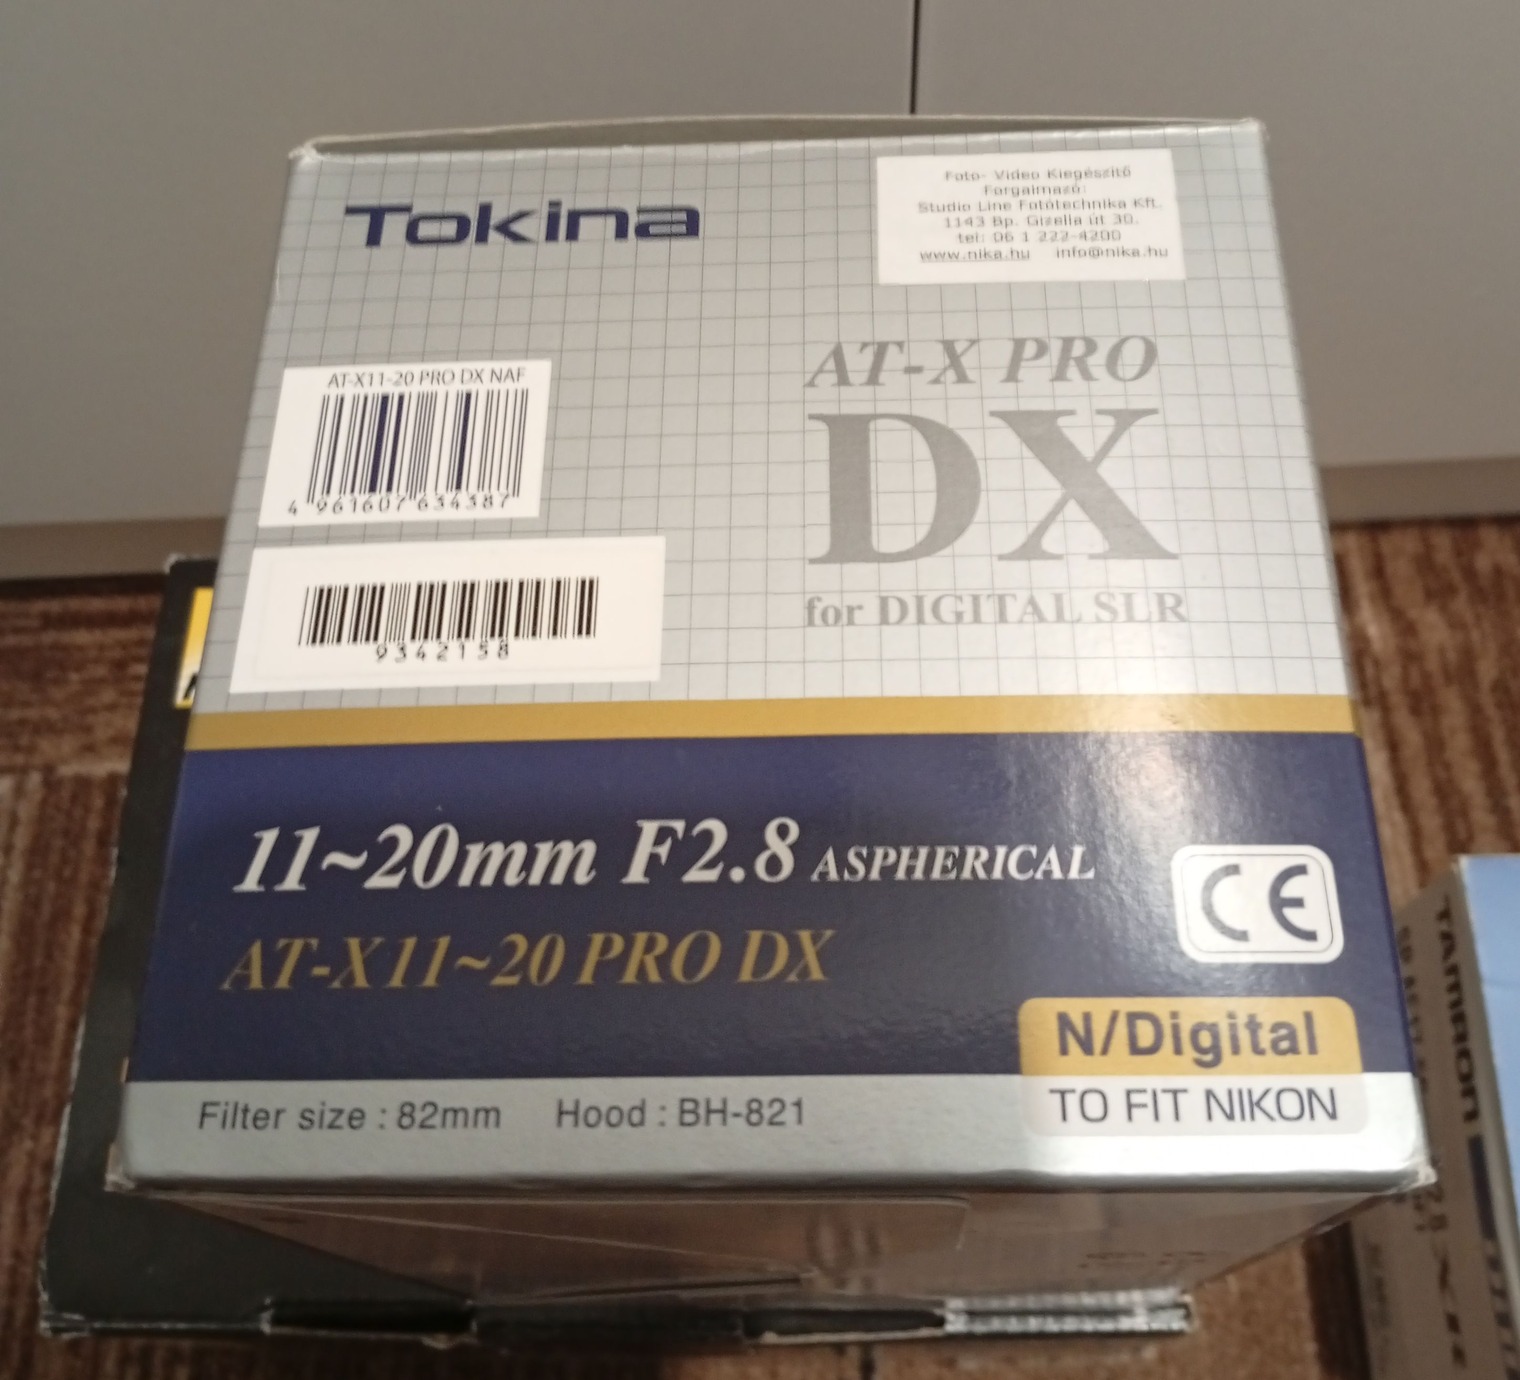 Tokina
Foto- Video Kiegészítő
Forgalmazó:
Studio Line Fotótechnika Kft.
1143 Bp. Gizella út 30.
tel: 06 1 222-4200
www.nika.hu info@nika.hu
AT-X PRO
DX
for DIGITAL SLR
AT-X11-20 PRO DX NAF
4 961607 634387
9342158
11~20mm F2.8 ASPHERICAL
AT-X11~20 PRO DX
CE
N/Digital
TO FIT NIKON
Filter size : 82mm Hood : BH-821
TAMRON